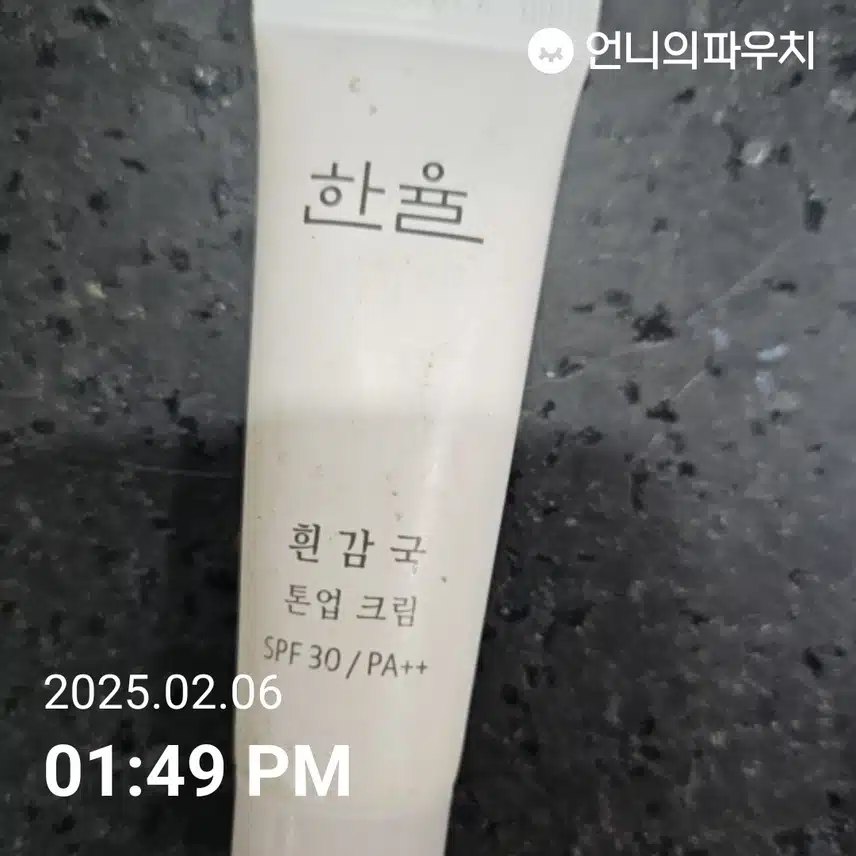 언니의파우치
한율
흰감국
톤업 크림
SPF 30 / PA++
2025.02.06
01:49 PM